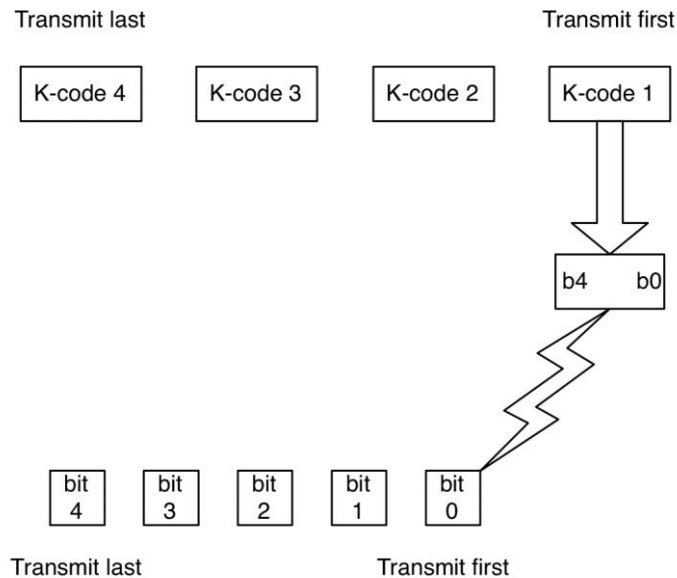 Transmit last
Transmit first
K-code 4
K-code 3
K-code 2
K-code 1
b4
b0
bit
4
bit
3
bit
2
bit
1
bit
0
Transmit last
Transmit first